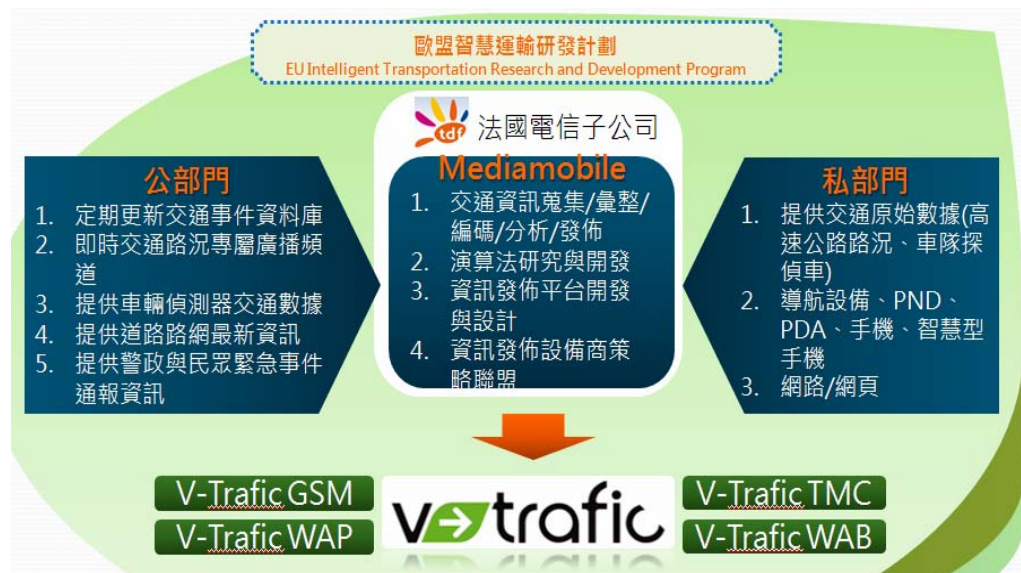 歐盟智慧運輸研發計劃
EU Intelligent Transportation Research and Development Program
tdf 法國電信子公司
Mediamobile
1. 交通資訊蒐集/彙整/
編碼/分析/發佈
2. 演算法研究與開發
3. 資訊發佈平台開發
與設計
4. 資訊發佈設備商策
略聯盟
公部門
1. 定期更新交通事件資料庫
2. 即時交通路況專屬廣播頻
道
3. 提供車輛偵測器交通數據
4. 提供道路路網最新資訊
5. 提供警政與民眾緊急事件
通報資訊
私部門
1. 提供交通原始數據(高
速公路路況、車隊探
偵車)
2. 導航設備、PND、
PDA、手機、智慧型
手機
3. 網路/網頁
V-Trafic GSM
V-Trafic WAP
v trafic
V-Trafic TMC
V-Trafic WAB